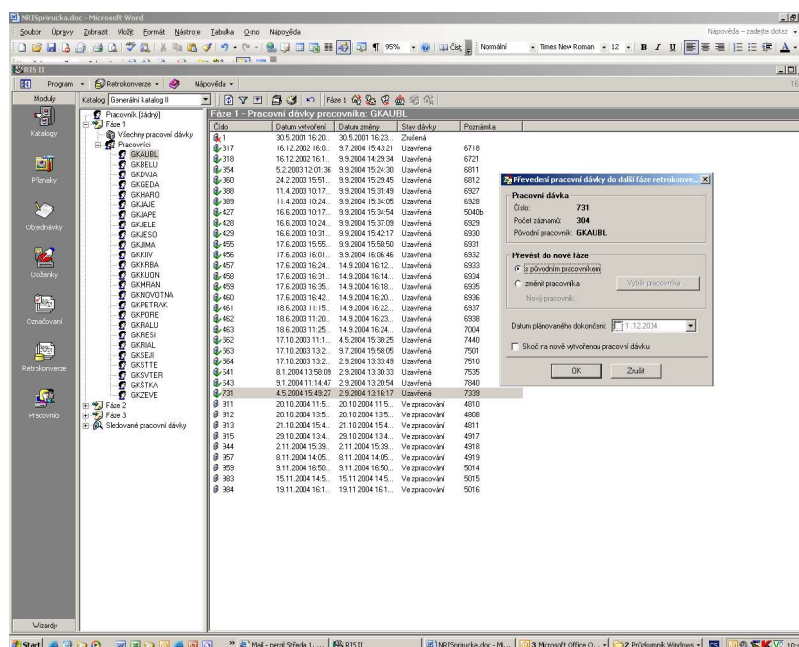 NRISprirucka.doc - Microsoft Word
Soubor Úpravy Zobrazit Vložit Formát Nástroje Tabulka Okno Nápověda
Nápověda - zadejte dotaz
95% Číst Normální Times New Roman 12 B I U
RIS II
Program Retrokonverze Nápověda
Moduly
Katalogy
Příznaky
Objednávky
Uoženky
Označování
Retrokonverze
Pracovníci
Wizardy
Katalog Generální katalog II Fáze 1
Pracovník [žádný]
Fáze 1
Všechny pracovní dávky
Pracovníci
GKAUBL
GKBELU
GKDVJA
GKGEDA
GKHARO
GKJAJE
GKJAPE
GKJELE
GKJESO
GKJIMA
GKKRBA
GKKUON
GKMRAN
GKNOVOTNA
GKPETRAK
GKPORE
GKRALU
GKRESI
GKRIAL
GKSEJI
GKSTTE
GKSVTER
GKŠTKA
GKZEVE
Fáze 2
Fáze 3
Sledované pracovní dávky
Fáze 1 - Pracovní dávky pracovníka: GKAUBL
Číslo Datum vytvoření Datum změny Stav dávky Poznámka
1 30.5.2001 16:20.. 30.5.2001 16:23.. Zrušená
317 16.12.2002 16:0.. 9.7.2004 15:43:21 Uzavřená 6718
318 16.12.2002 16:1.. 9.9.2004 14:29:34 Uzavřená 6721
354 5.2.2003 12:01:36 9.9.2004 15:24:30 Uzavřená 6811
360 24.2.2003 15:51.. 9.9.2004 15:29:45 Uzavřená 6812
388 11.4.2003 10:17.. 9.9.2004 15:31:49 Uzavřená 6927
389 11.4.2003 10:24.. 9.9.2004 15:34:05 Uzavřená 6928
427 16.6.2003 10:17.. 9.9.2004 15:34:54 Uzavřená 5040b
428 16.6.2003 10:24.. 9.9.2004 15:37:09 Uzavřená 6929
429 16.6.2003 10:31.. 9.9.2004 15:42:17 Uzavřená 6930
455 17.6.2003 15:55.. 9.9.2004 15:58:50 Uzavřená 6931
456 17.6.2003 16:01.. 9.9.2004 16:06:46 Uzavřená 6932
457 17.6.2003 16:24.. 14.9.2004 16:12... Uzavřená 6933
458 17.6.2003 16:31.. 14.9.2004 16:14... Uzavřená 6934
459 17.6.2003 16:35.. 14.9.2004 16:18... Uzavřená 6935
460 17.6.2003 16:42.. 14.9.2004 16:20... Uzavřená 6936
461 18.6.2003 11:15.. 14.9.2004 16:22... Uzavřená 6937
462 18.6.2003 11:20.. 14.9.2004 16:23... Uzavřená 6938
463 18.6.2003 11:25.. 14.9.2004 16:24... Uzavřená 7004
562 17.10.2003 11:1.. 4.5.2004 15:38:25 Uzavřená 7440
563 17.10.2003 13:2.. 9.7.2004 15:58:05 Uzavřená 7501
564 17.10.2003 13:2.. 2.9.2004 13:33:49 Uzavřená 7510
641 8.1.2004 13:58:09 2.9.2004 13:30:33 Uzavřená 7535
643 9.1.2004 11:14:47 2.9.2004 13:20:54 Uzavřená 7840
731 4.5.2004 15:49:27 2.9.2004 13:16:17 Uzavřená 7339
911 20.10.2004 11:5.. 20.10.2004 11:5... Ve zpracování 4810
912 20.10.2004 13:5.. 20.10.2004 13:5... Ve zpracování 4808
913 21.10.2004 15:4.. 21.10.2004 15:4... Ve zpracování 4811
915 29.10.2004 13:4.. 29.10.2004 13:4... Ve zpracování 4917
944 2.11.2004 15:39.. 2.11.2004 15:39... Ve zpracování 4918
957 8.11.2004 14:05.. 8.11.2004 14:05... Ve zpracování 4919
959 9.11.2004 16:50.. 9.11.2004 16:50... Ve zpracování 5014
983 15.11.2004 14:5.. 15.11.2004 14:5... Ve zpracování 5015
984 19.11.2004 16:1.. 19.11.2004 16:1... Ve zpracování 5016
Převedení pracovní dávky do další fáze retrokonve...
Pracovní dávka
Číslo: 731
Počet záznamů: 304
Původní pracovník: GKAUBL
Převést do nové fáze
s původním pracovníkem
změnit pracovníka Výběr pracovníka ...
Nový pracovník:
Datum plánovaného dokončení: 1.12.2004
Skoč na nově vytvořenou pracovní dávku
OK Zrušit
Start Mail - pergl Středa 1. ... RIS II NRISprirucka.doc - Mi... 3 Microsoft Office O... 2 Průzkumník Windows